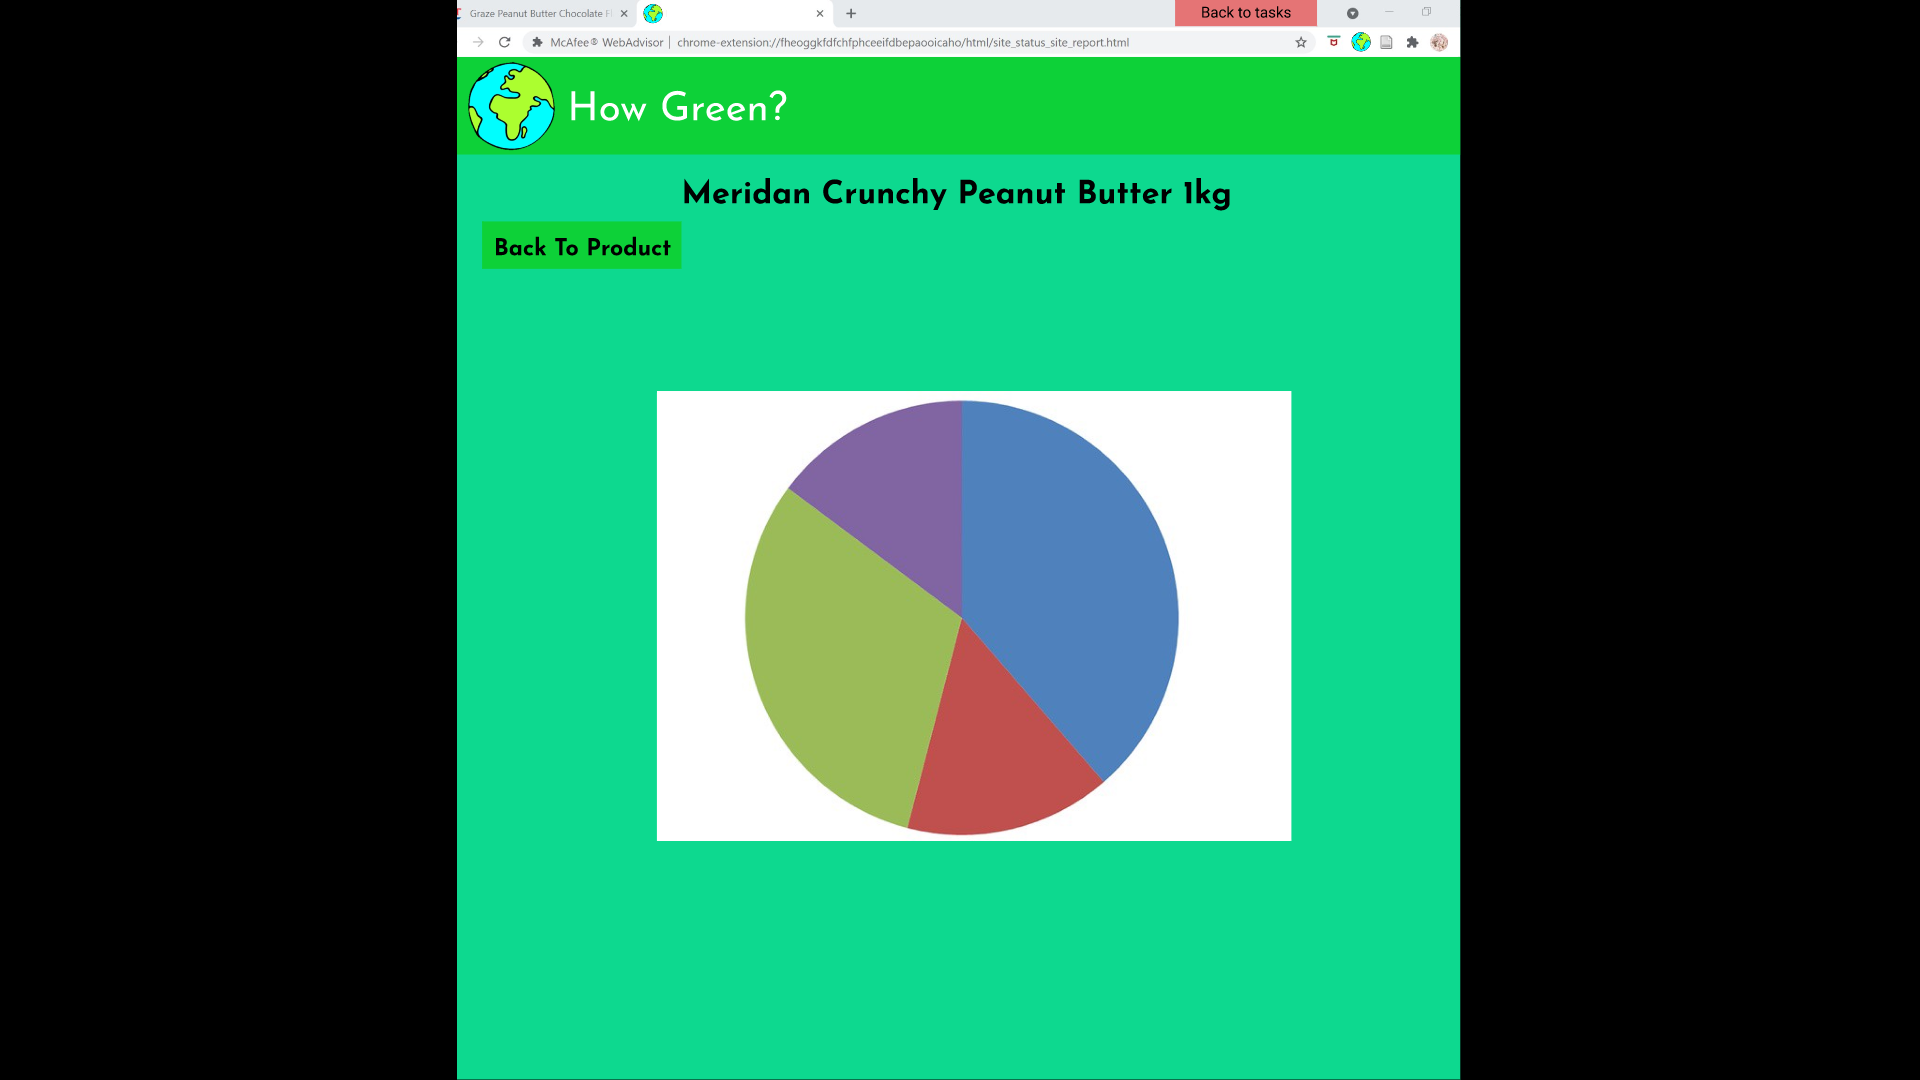 Graze Peanut Butter Chocolate
Back to tasks
McAfee® WebAdvisor | chrome-extension://fheoggkfdfchfphceeifdbepaooicaho/html/site_status_site_report.html
How Green?
Meridan Crunchy Peanut Butter 1kg
Back To Product